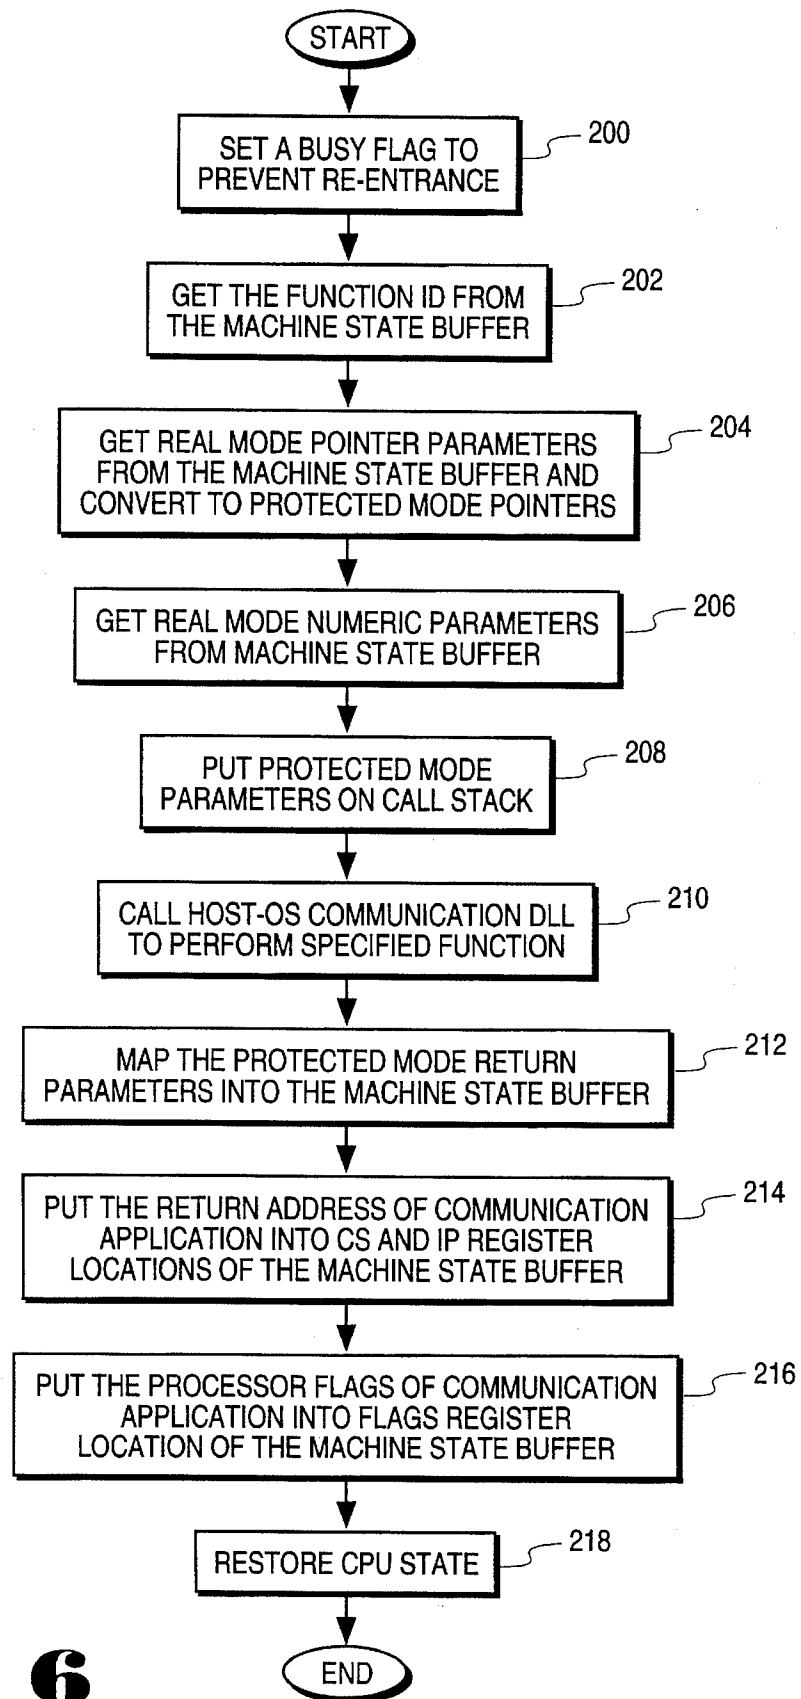 START
SET A BUSY FLAG TO
PREVENT RE-ENTRANCE
200
GET THE FUNCTION ID FROM
THE MACHINE STATE BUFFER
202
GET REAL MODE POINTER PARAMETERS
FROM THE MACHINE STATE BUFFER AND
CONVERT TO PROTECTED MODE POINTERS
204
GET REAL MODE NUMERIC PARAMETERS
FROM MACHINE STATE BUFFER
206
PUT PROTECTED MODE
PARAMETERS ON CALL STACK
208
CALL HOST-OS COMMUNICATION DLL
TO PERFORM SPECIFIED FUNCTION
210
MAP THE PROTECTED MODE RETURN
PARAMETERS INTO THE MACHINE STATE BUFFER
212
PUT THE RETURN ADDRESS OF COMMUNICATION
APPLICATION INTO CS AND IP REGISTER
LOCATIONS OF THE MACHINE STATE BUFFER
214
PUT THE PROCESSOR FLAGS OF COMMUNICATION
APPLICATION INTO FLAGS REGISTER
LOCATION OF THE MACHINE STATE BUFFER
216
RESTORE CPU STATE
218
END
6